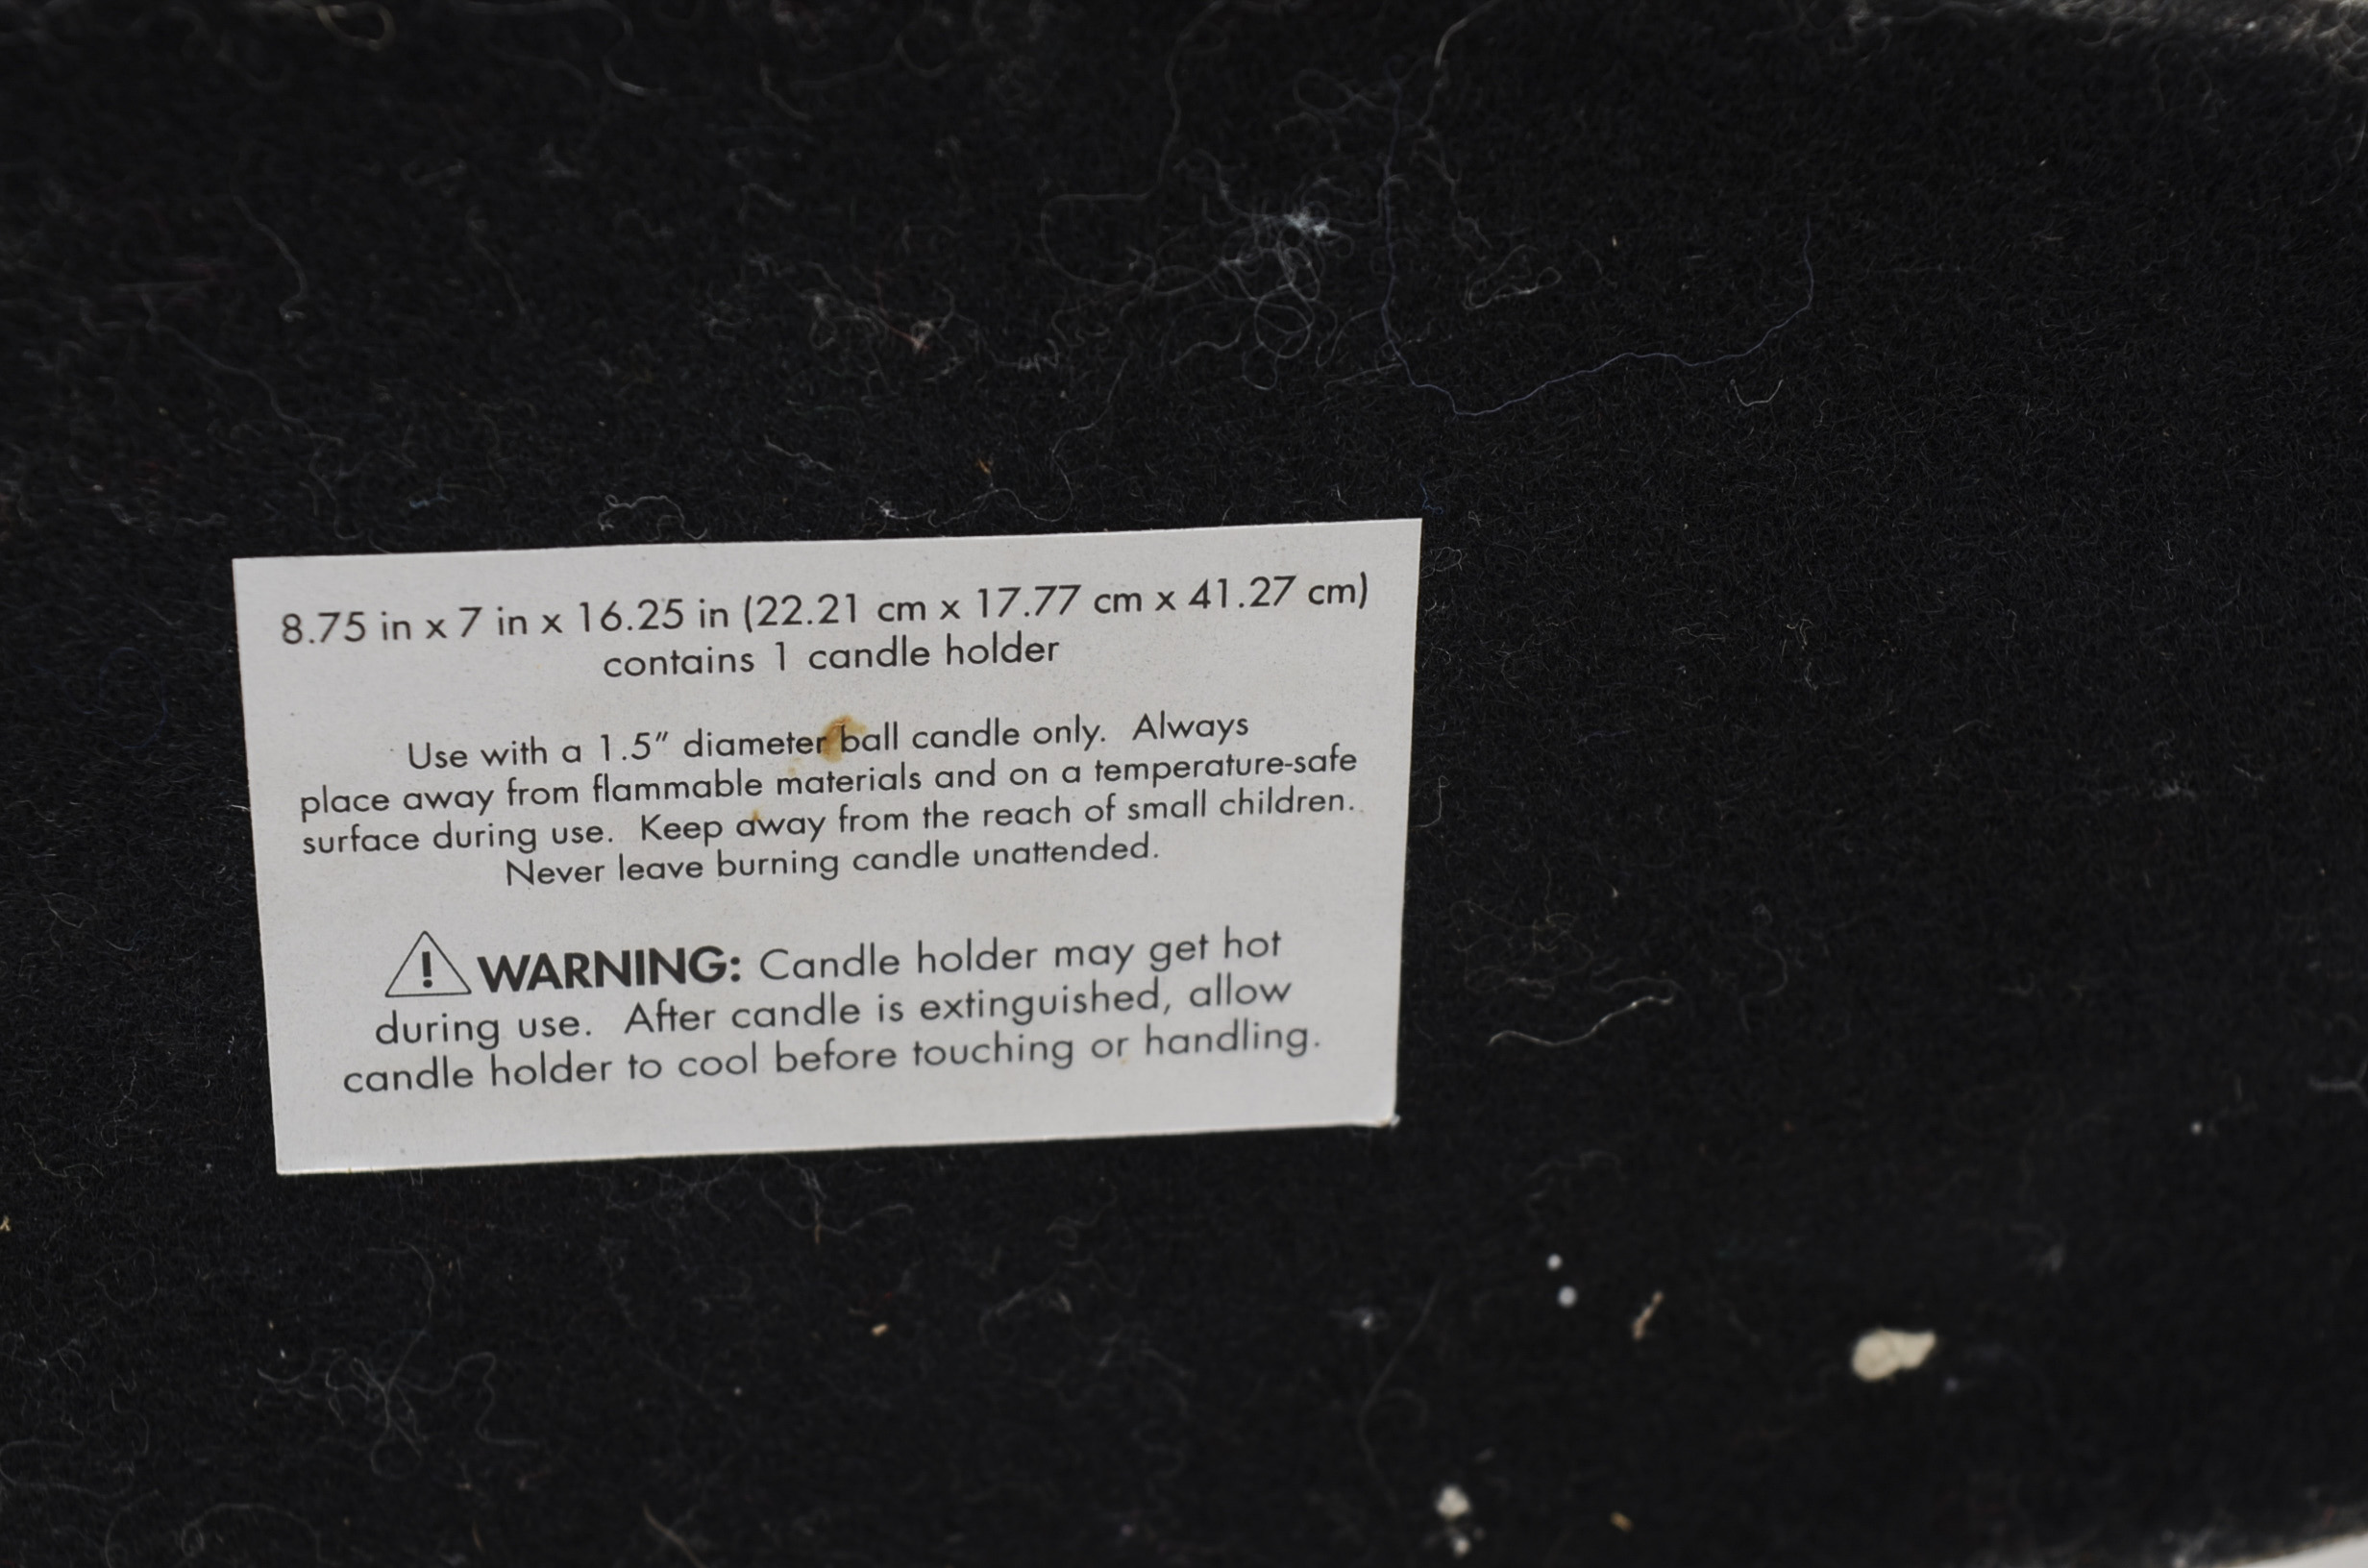 8.75 in x 7 in x 16.25 in (22.21 cm x 17.77 cm x 41.27 cm)
contains 1 candle holder
Use with a 1.5" diameter ball candle only. Always
place away from flammable materials and on a temperature-safe
surface during use. Keep away from the reach of small children.
Never leave burning candle unattended.
WARNING: Candle holder may get hot
during use. After candle is extinguished, allow
candle holder to cool before touching or handling.